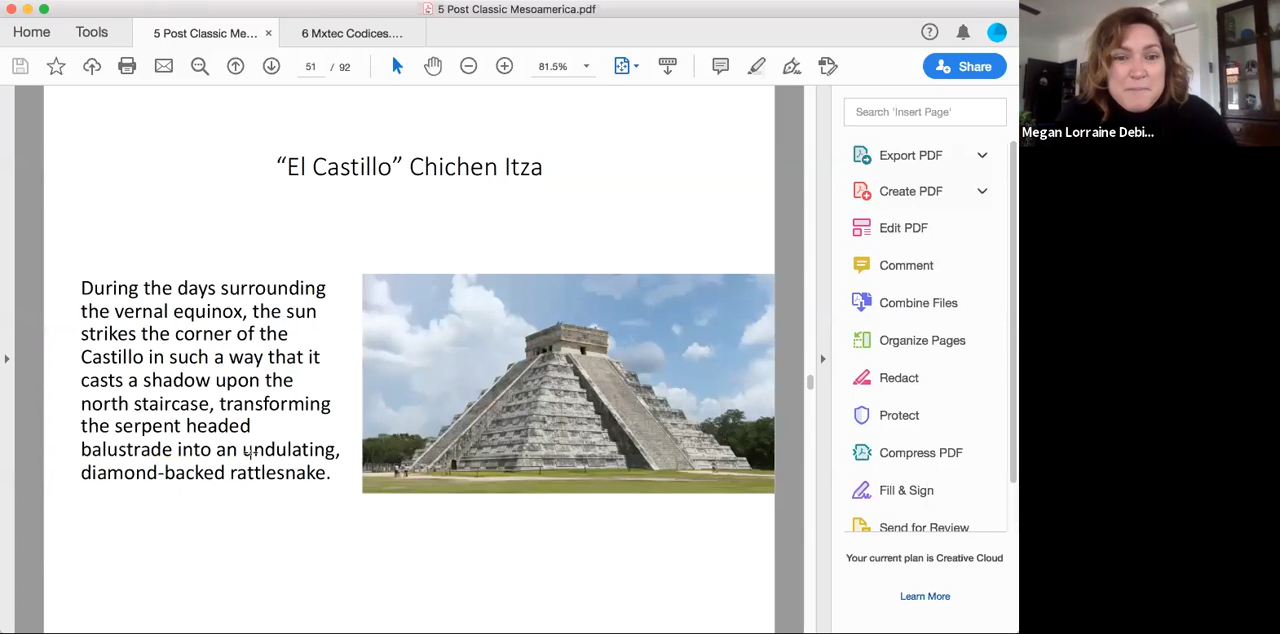 5 Post Classic Mesoamerica.pdf
Home
Tools
5 Post Classic Me... ×
6 Mxtec Codices....
51 / 92
81.5%
Share
Megan Lorraine Debi...
Search 'Insert Page'
Export PDF
Create PDF
Edit PDF
Comment
Combine Files
Organize Pages
Redact
Protect
Compress PDF
Fill & Sign
Send for Review
Your current plan is Creative Cloud
Learn More
“El Castillo” Chichen Itza
During the days surrounding
the vernal equinox, the sun
strikes the corner of the
Castillo in such a way that it
casts a shadow upon the
north staircase, transforming
the serpent headed
balustrade into an undulating,
diamond-backed rattlesnake.